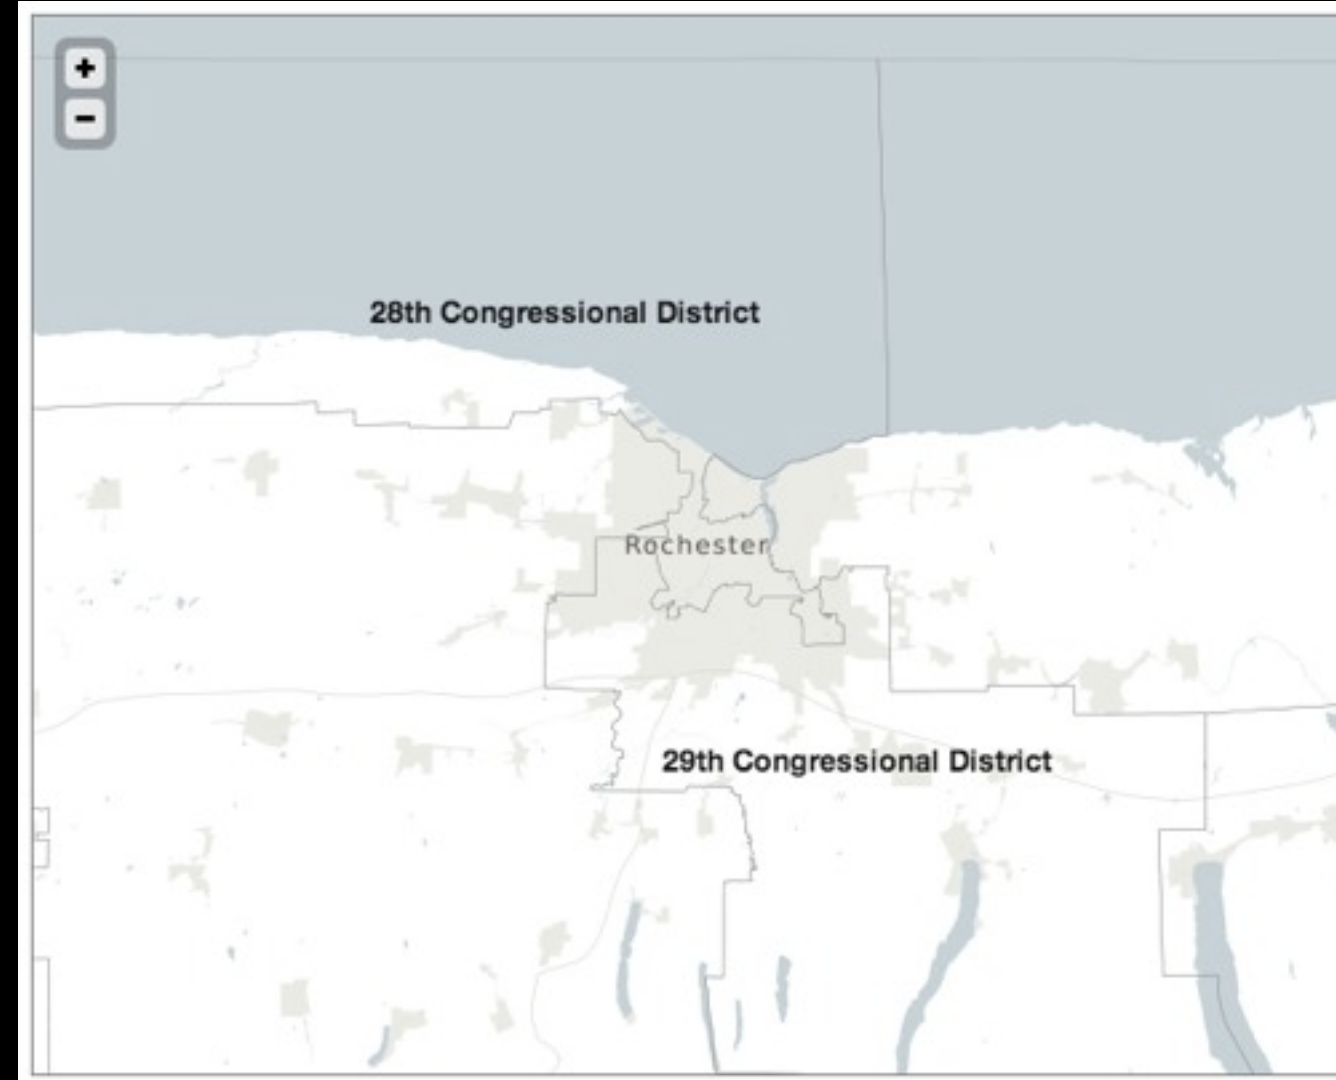 +
−
28th Congressional District
Rochester
29th Congressional District